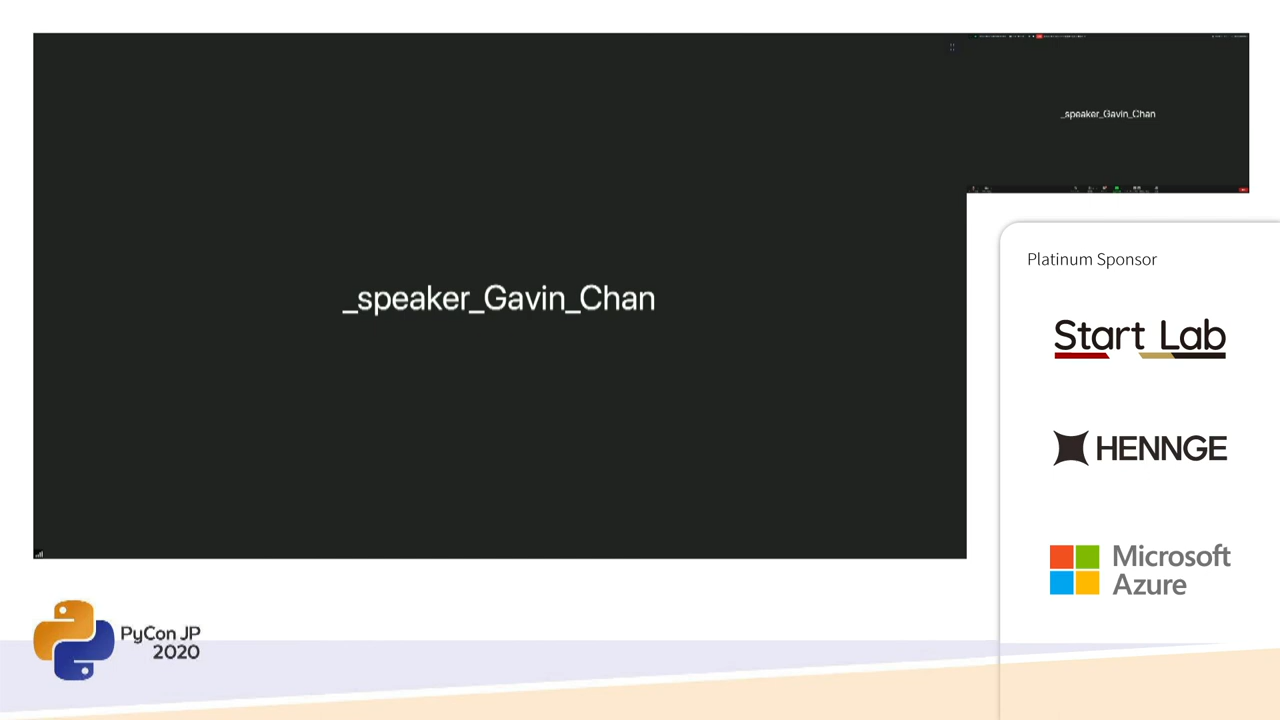 _speaker_Gavin_Chan
_speaker_Gavin_Chan
Platinum Sponsor
Start Lab
HENNGE
Microsoft
Azure
PyCon JP
2020